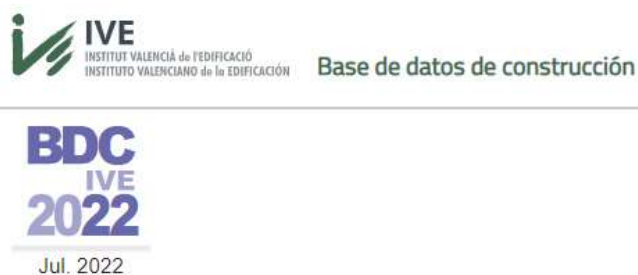 IVE
INSTITUT VALENCIÀ de l'EDIFICACIÓ
INSTITUTO VALENCIANO de la EDIFICACIÓN
Base de datos de construcción
BDC
IVE
2022
Jul. 2022